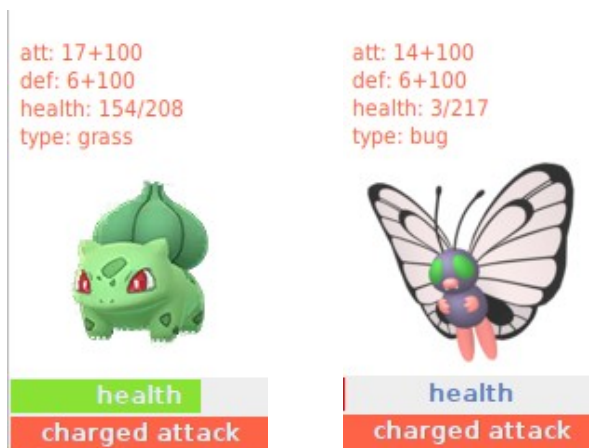 att: 17+100
def: 6+100
health: 154/208
type: grass
health
charged attack
att: 14+100
def: 6+100
health: 3/217
type: bug
health
charged attack